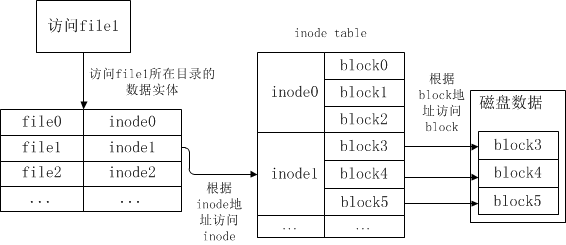 访问file1
访问file1所在目录的
数据实体
file0 inode0
file1 inode1
file2 inode2
... ...
根据
inode地
址访问
inode
inode table
inode0
block0
block1
block2
inode1
block3
block4
block5
... ...
根据
block地
址访问
block
磁盘数据
block3
block4
block5